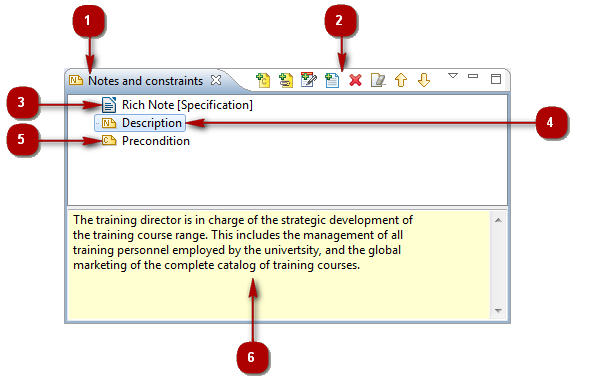 1
2
Notes and constraints
3
Rich Note [Specification]
N Description
4
5
C Precondition
The training director is in charge of the strategic development of
the training course range. This includes the management of all
training personnel employed by the univertsity, and the global
marketing of the complete catalog of training courses.
6